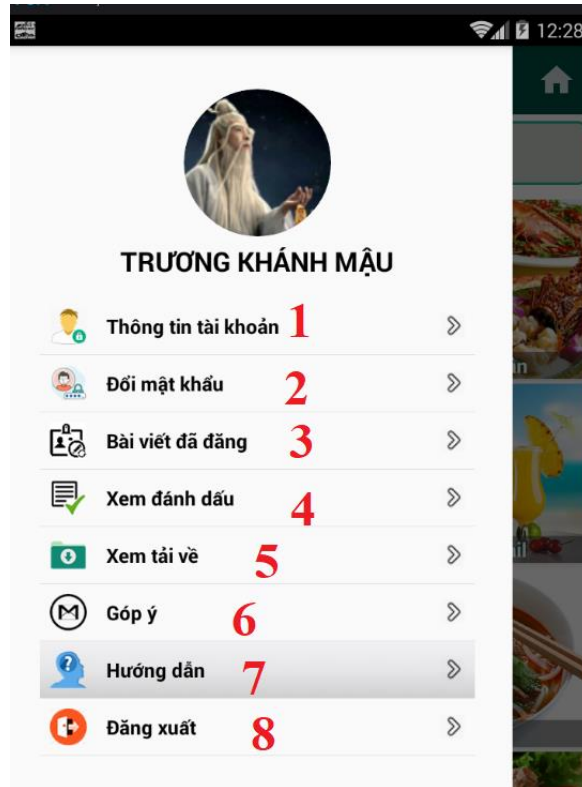 12:28
TRƯƠNG KHÁNH MẬU
Thông tin tài khoản 1
Đổi mật khẩu 2
Bài viết đã đăng 3
Xem đánh dấu 4
Xem tải về 5
Góp ý 6
Hướng dẫn 7
Đăng xuất 8